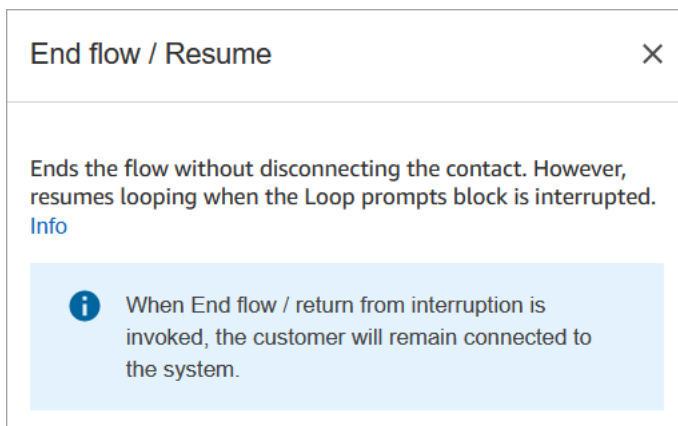 End flow / Resume
Ends the flow without disconnecting the contact. However,
resumes looping when the Loop prompts block is interrupted.
Info
When End flow / return from interruption is
invoked, the customer will remain connected to
the system.